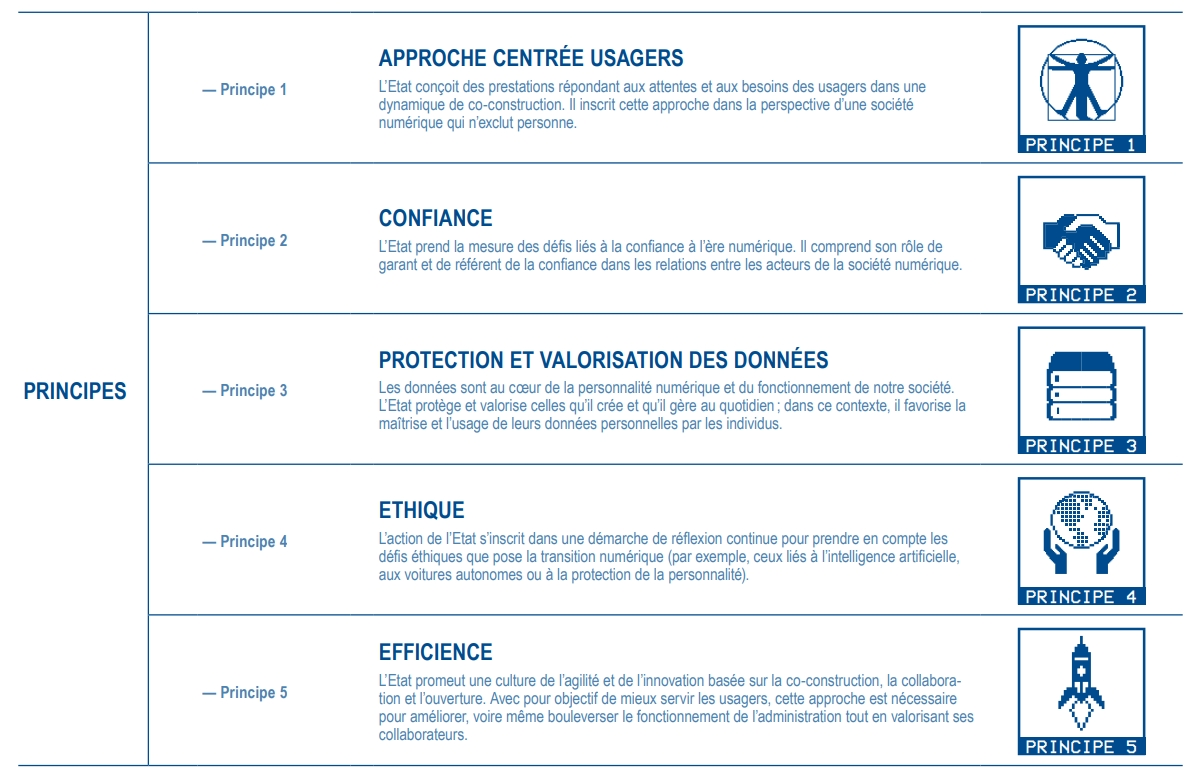 PRINCIPES
— Principe 1
APPROCHE CENTRÉE USAGERS
L’Etat conçoit des prestations répondant aux attentes et aux besoins des usagers dans une
dynamique de co-construction. Il inscrit cette approche dans la perspective d’une société
numérique qui n’exclut personne.
PRINCIPE 1
— Principe 2
CONFIANCE
L’Etat prend la mesure des défis liés à la confiance à l’ère numérique. Il comprend son rôle de
garant et de référent de la confiance dans les relations entre les acteurs de la société numérique.
PRINCIPE 2
— Principe 3
PROTECTION ET VALORISATION DES DONNÉES
Les données sont au cœur de la personnalité numérique et du fonctionnement de notre société.
L’Etat protège et valorise celles qu’il crée et qu’il gère au quotidien ; dans ce contexte, il favorise la
maîtrise et l’usage de leurs données personnelles par les individus.
PRINCIPE 3
— Principe 4
ETHIQUE
L’action de l’Etat s’inscrit dans une démarche de réflexion continue pour prendre en compte les
défis éthiques que pose la transition numérique (par exemple, ceux liés à l’intelligence artificielle,
aux voitures autonomes ou à la protection de la personnalité).
PRINCIPE 4
— Principe 5
EFFICIENCE
L’Etat promeut une culture de l’agilité et de l’innovation basée sur la co-construction, la collabora-
tion et l’ouverture. Avec pour objectif de mieux servir les usagers, cette approche est nécessaire
pour améliorer, voire même bouleverser le fonctionnement de l’administration tout en valorisant ses
collaborateurs.
PRINCIPE 5